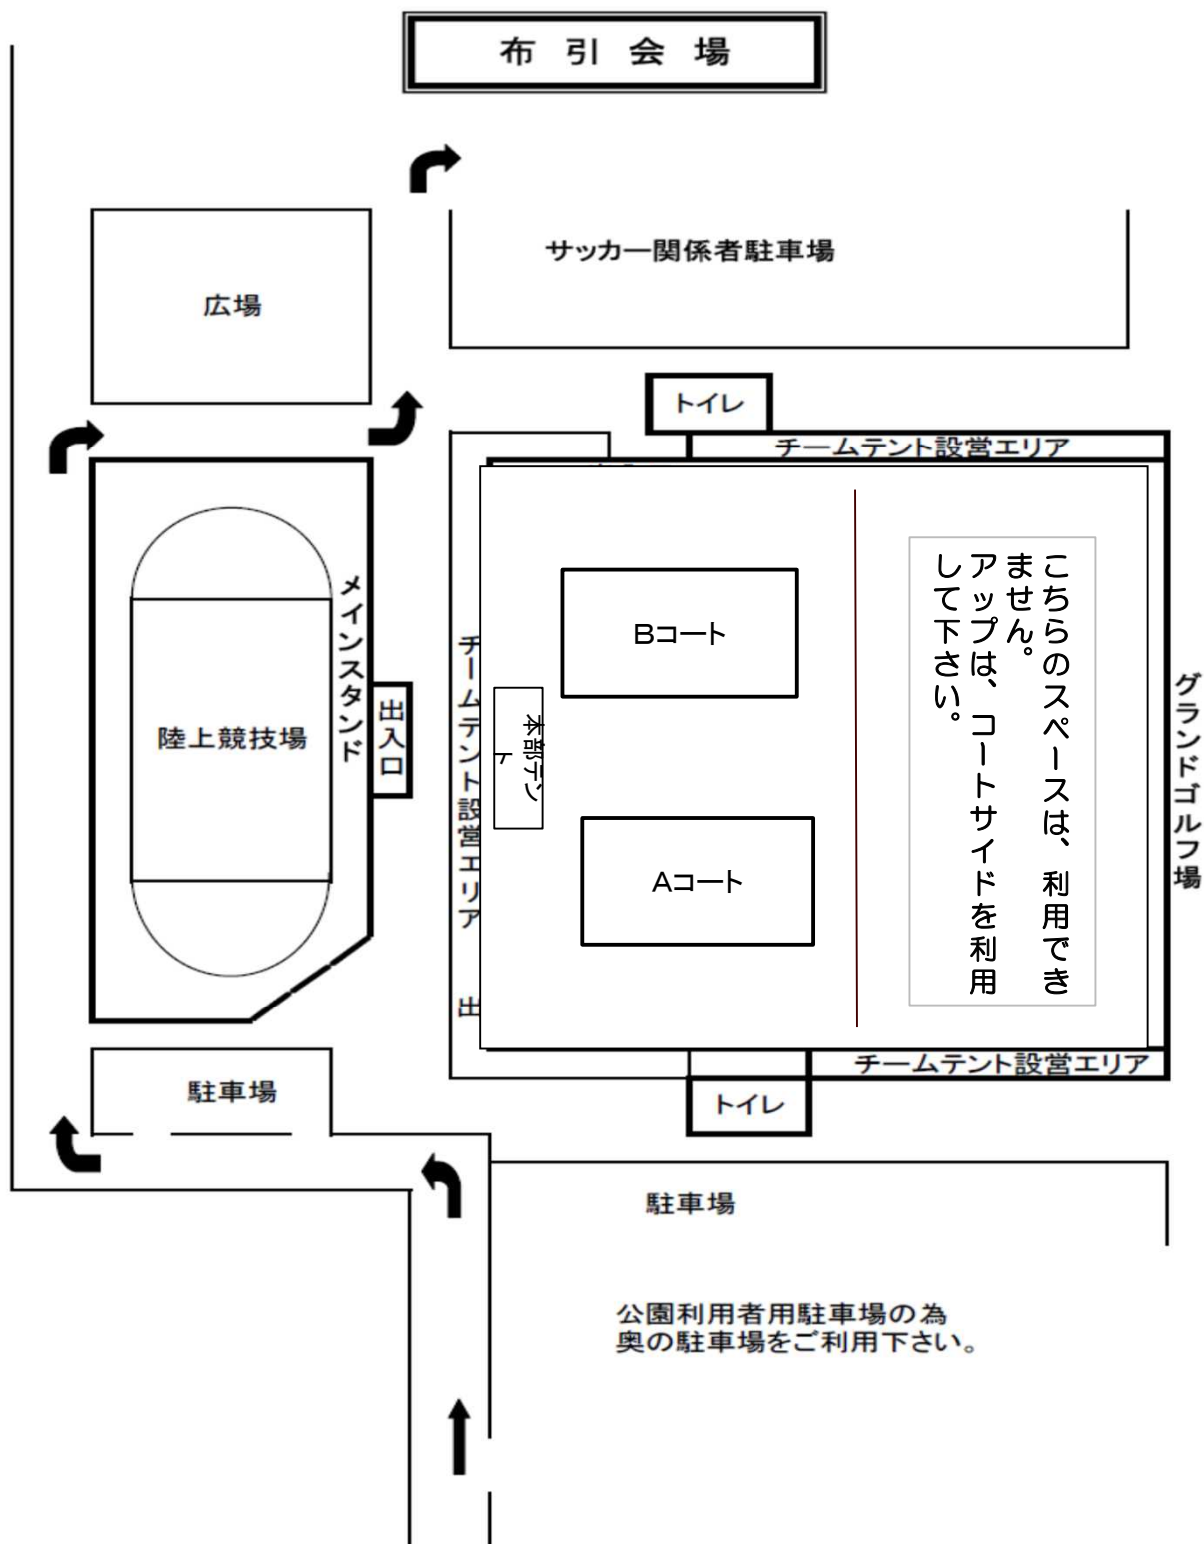 布引会場
サッカー関係者駐車場
広場
トイレ
チームテント設営エリア
こちらのスペースは、利用でき
ません。
アップは、コートサイドを利用
して下さい。
Bコート
メインスタンド
チームテント設営エリア
出
グランドゴルフ場
出入口
本部テン
ト
陸上競技場
Aコート
チームテント設営エリア
駐車場
トイレ
駐車場
公園利用者用駐車場の為
奥の駐車場をご利用下さい。